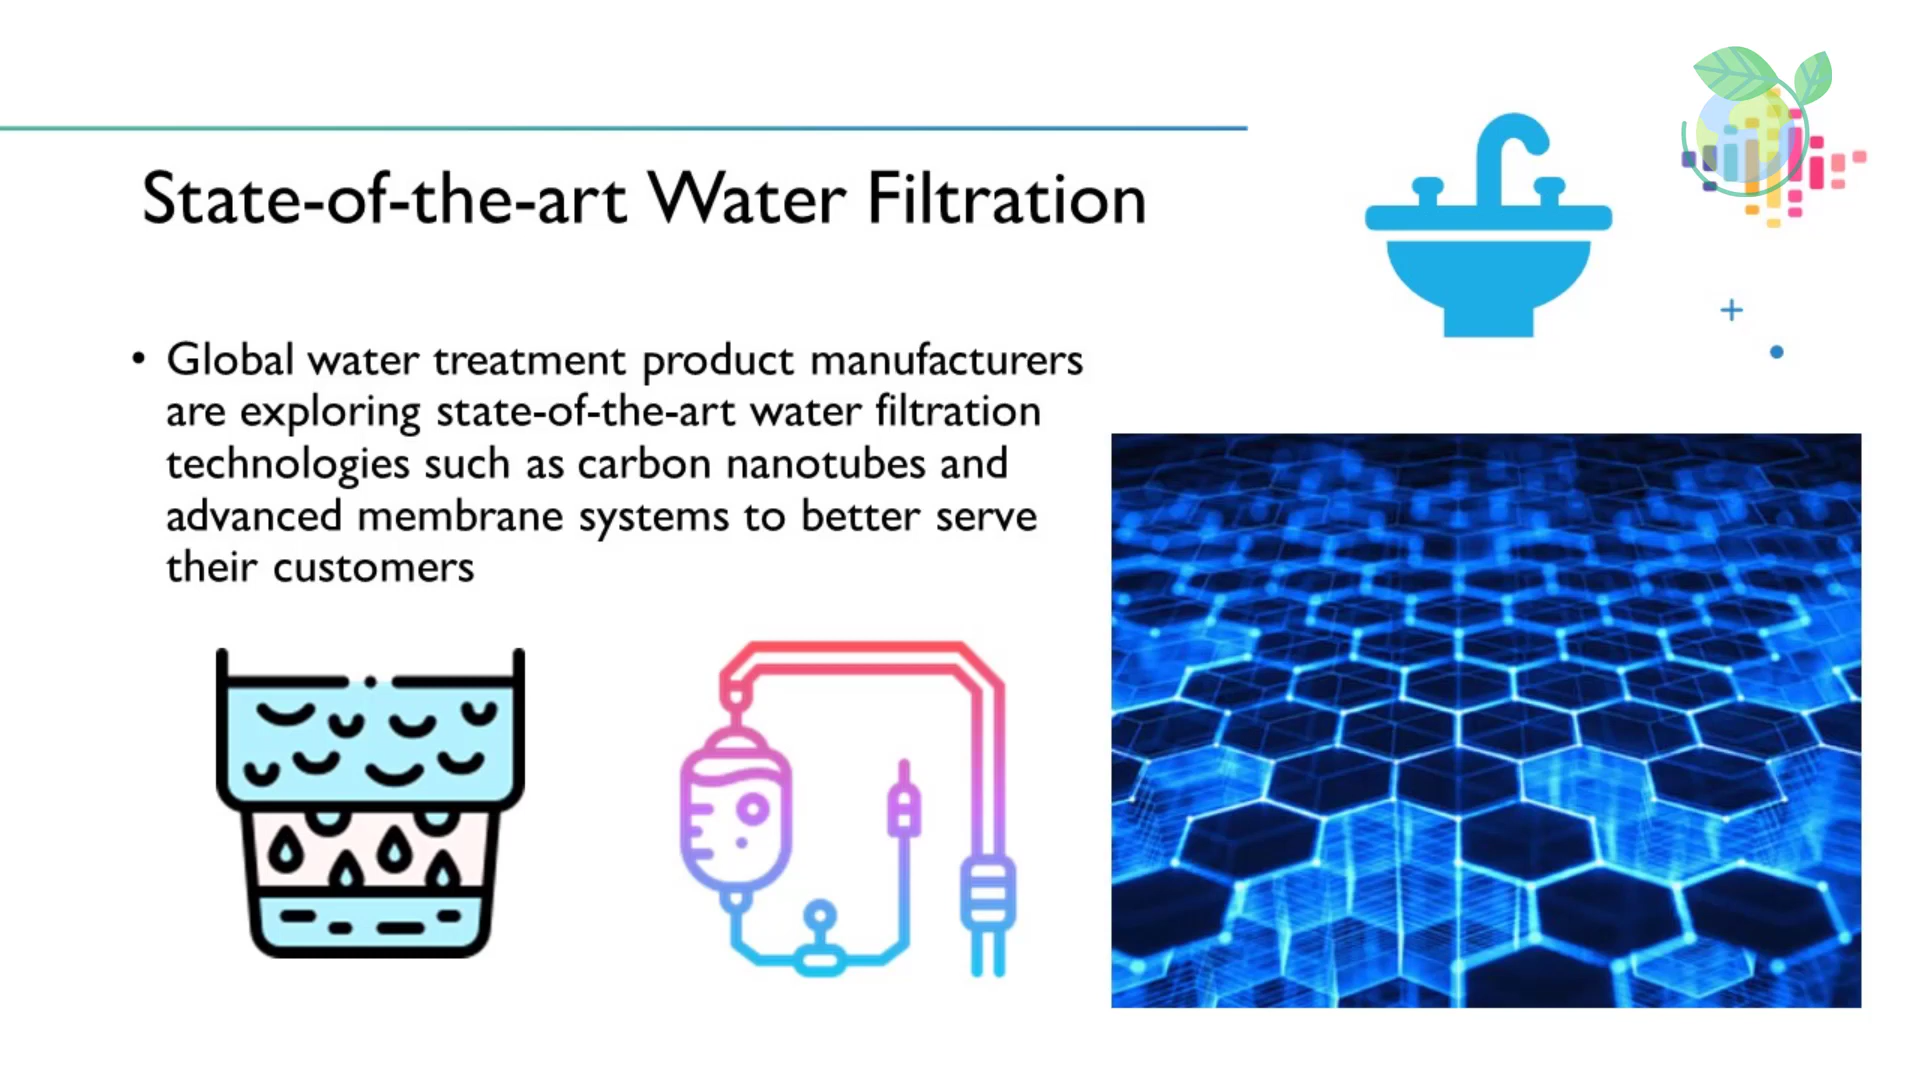 State-of-the-art Water Filtration
• Global water treatment product manufacturers
are exploring state-of-the-art water filtration
technologies such as carbon nanotubes and
advanced membrane systems to better serve
their customers